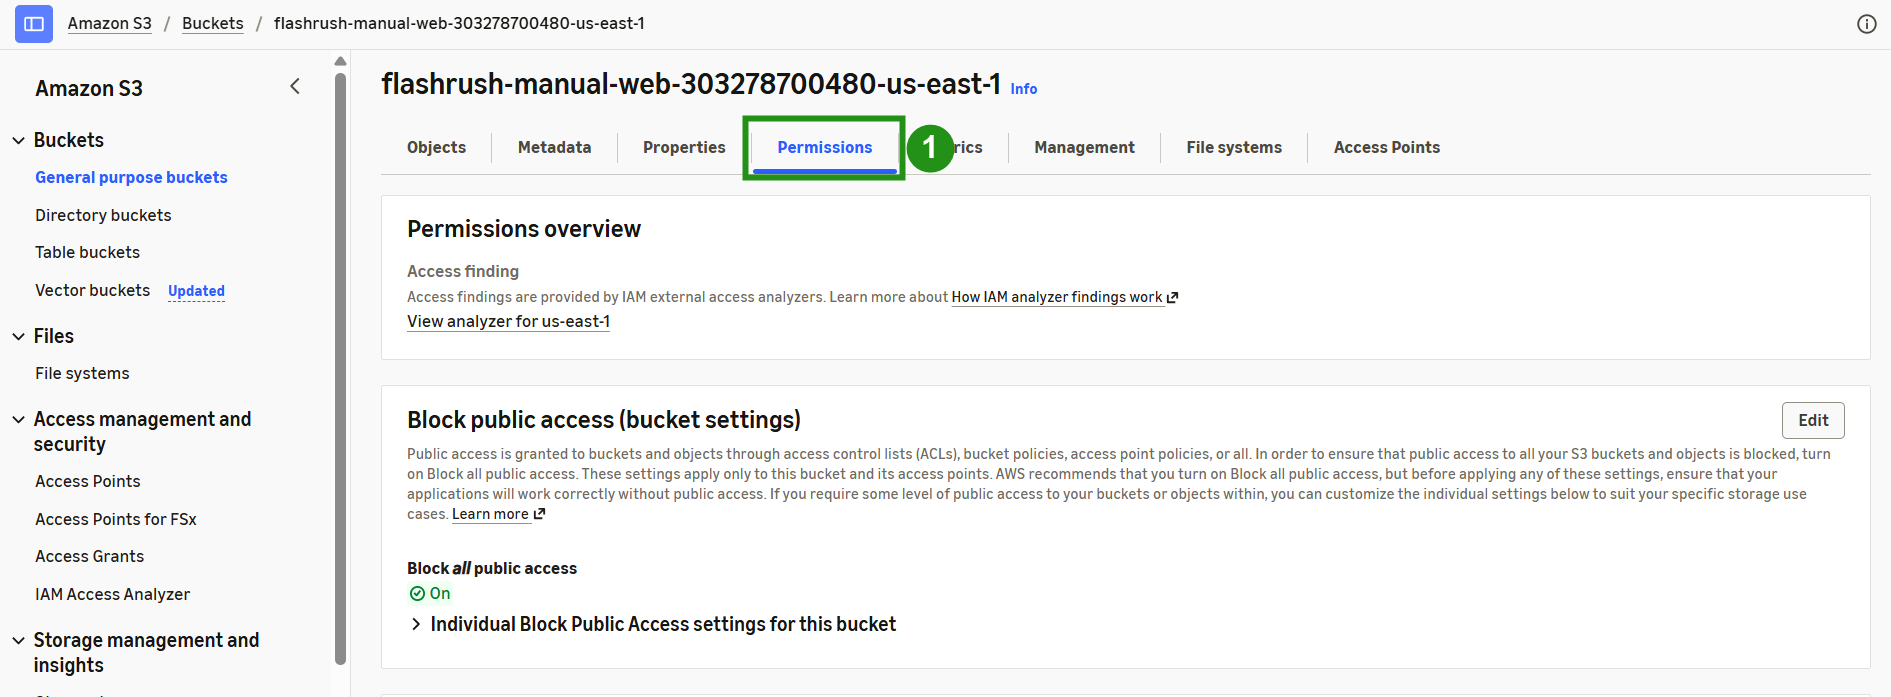 Amazon S3 / Buckets / flashrush-manual-web-303278700480-us-east-1
Amazon S3
Buckets
General purpose buckets
Directory buckets
Table buckets
Vector buckets Updated
Files
File systems
Access management and
security
Access Points
Access Points for FSx
Access Grants
IAM Access Analyzer
Storage management and
insights
flashrush-manual-web-303278700480-us-east-1 Info
Objects Metadata Properties Permissions 1 rics Management File systems Access Points
Permissions overview
Access finding
Access findings are provided by IAM external access analyzers. Learn more about How IAM analyzer findings work
View analyzer for us-east-1
Block public access (bucket settings)
Edit
Public access is granted to buckets and objects through access control lists (ACLs), bucket policies, access point policies, or all. In order to ensure that public access to all your S3 buckets and objects is blocked, turn
on Block all public access. These settings apply only to this bucket and its access points. AWS recommends that you turn on Block all public access, but before applying any of these settings, ensure that your
applications will work correctly without public access. If you require some level of public access to your buckets or objects within, you can customize the individual settings below to suit your specific storage use
cases. Learn more
Block all public access
On
Individual Block Public Access settings for this bucket